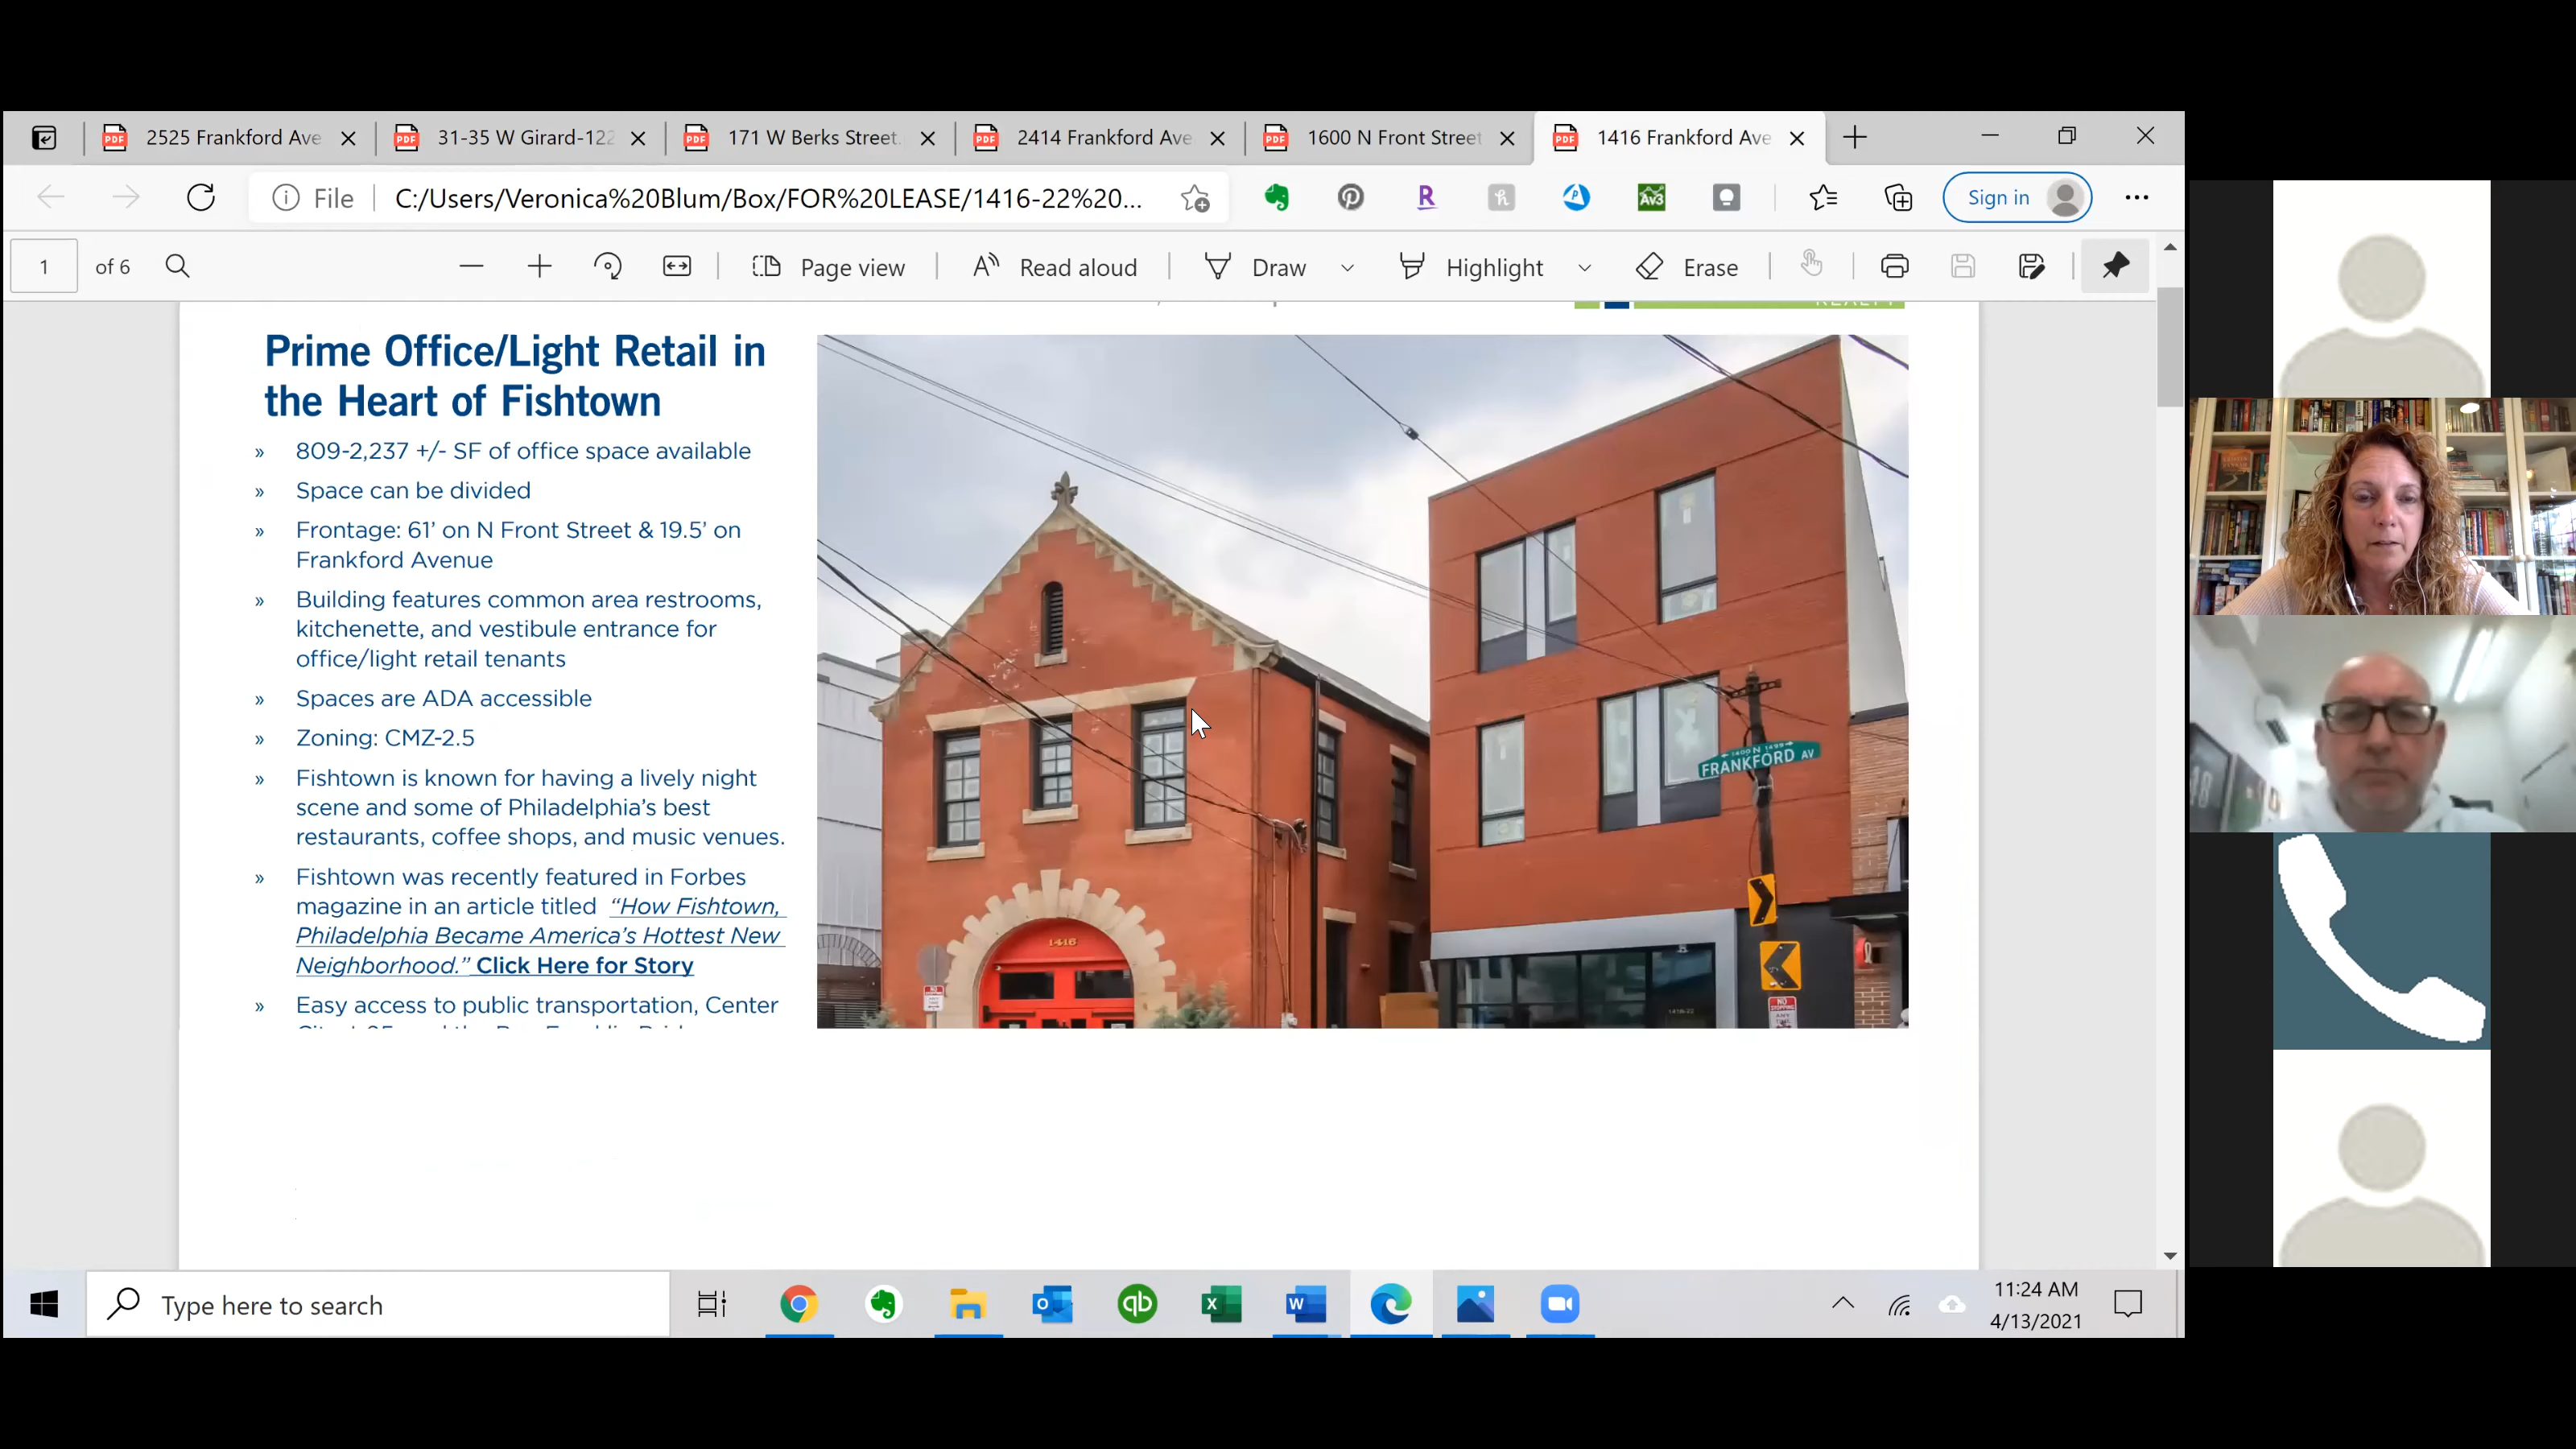 2525 Frankford Ave
31-35 W Girard-122
171 W Berks Street.
2414 Frankford Ave
1600 N Front Street
1416 Frankford Ave
File
C:/Users/Veronica%20Blum/Box/FOR%20LEASE/1416-22%20...
Sign in
1
of 6
Page view
Read aloud
Draw
Highlight
Erase
REALTY
Prime Office/Light Retail in
the Heart of Fishtown
» 809-2,237 +/- SF of office space available
» Space can be divided
» Frontage: 61’ on N Front Street & 19.5’ on
Frankford Avenue
» Building features common area restrooms,
kitchenette, and vestibule entrance for
office/light retail tenants
» Spaces are ADA accessible
» Zoning: CMZ-2.5
» Fishtown is known for having a lively night
scene and some of Philadelphia’s best
restaurants, coffee shops, and music venues.
» Fishtown was recently featured in Forbes
magazine in an article titled “How Fishtown,
Philadelphia Became America’s Hottest New
Neighborhood.” Click Here for Story
» Easy access to public transportation, Center
1400 N 1499
FRANKFORD AV
1416
NO
STOPPING
ANY
TIME
Type here to search
11:24 AM
4/13/2021